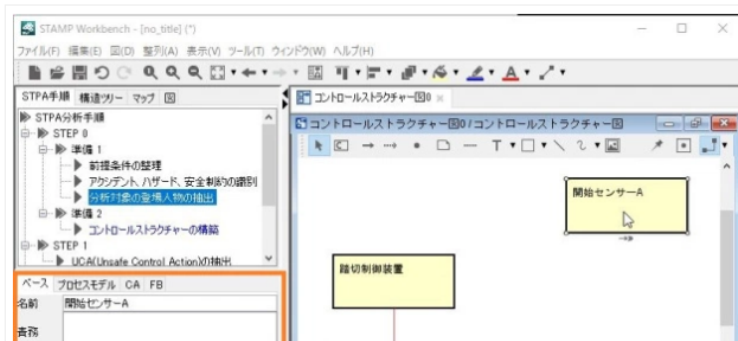 STAMP Workbench - [no_title] (*)
ファイル(F) 編集(E) 図(D) 整列(A) 表示(V) ツール(T) ウィンドウ(W) ヘルプ(H)
STPA手順 構造ツリー マップ 図
STPA分析手順
STEP 0
準備 1
前提条件の整理
アクシデント、ハザード、安全制約の識別
分析対象の登場人物の抽出
準備 2
コントロールストラクチャーの構築
STEP 1
UCA(Unsafe Control Action)の抽出
ベース プロセスモデル CA FB
名前 開始センサーA
責務
コントロールストラクチャー図0
コントロールストラクチャー図0/コントロールストラクチャー図
開始センサーA
踏切制御装置